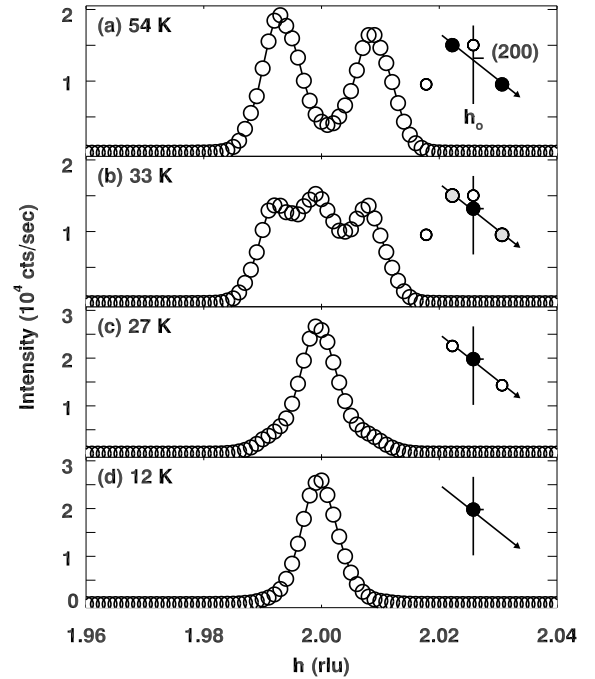 (a) 54 K
(200)
hₒ
2
1
(b) 33 K
2
1
(c) 27 K
3
2
1
(d) 12 K
3
2
1
0
Intensity (10⁴ cts/sec)
1.96 1.98 2.00 2.02 2.04
h (rlu)